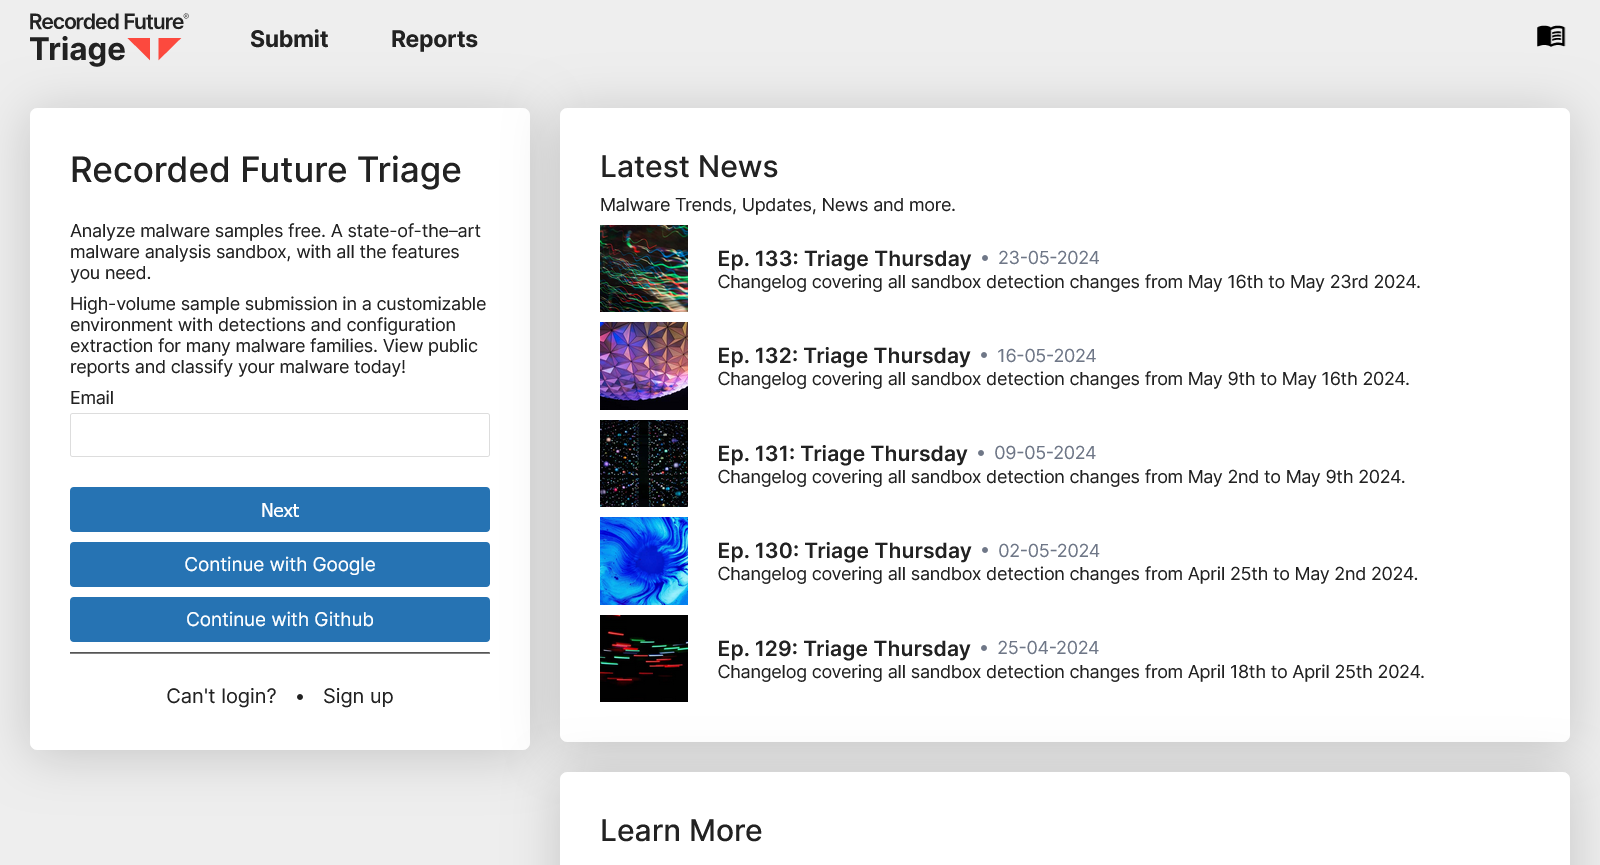 Recorded Future®
Triage
Submit
Reports
Recorded Future Triage
Analyze malware samples free. A state-of-the–art
malware analysis sandbox, with all the features
you need.
High-volume sample submission in a customizable
environment with detections and configuration
extraction for many malware families. View public
reports and classify your malware today!
Email
Next
Continue with Google
Continue with Github
Can't login? • Sign up
Latest News
Malware Trends, Updates, News and more.
Ep. 133: Triage Thursday • 23-05-2024
Changelog covering all sandbox detection changes from May 16th to May 23rd 2024.
Ep. 132: Triage Thursday • 16-05-2024
Changelog covering all sandbox detection changes from May 9th to May 16th 2024.
Ep. 131: Triage Thursday • 09-05-2024
Changelog covering all sandbox detection changes from May 2nd to May 9th 2024.
Ep. 130: Triage Thursday • 02-05-2024
Changelog covering all sandbox detection changes from April 25th to May 2nd 2024.
Ep. 129: Triage Thursday • 25-04-2024
Changelog covering all sandbox detection changes from April 18th to April 25th 2024.
Learn More